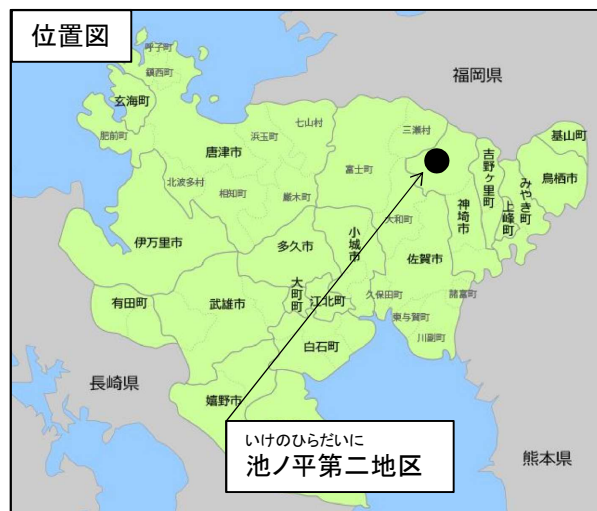 位置図
呼子町
鎮西町
玄海町
肥前町
唐津市
浜玉町
七山村
北波多村
相知町
厳木町
福岡県
三瀬村
富士町
基山町
鳥栖市
みやき町
上峰町
吉野ヶ里町
神埼市
伊万里市
多久市
小城市
大和町
佐賀市
有田町
武雄市
大町町
江北町
久保田町
諸富町
東与賀町
川副町
白石町
長崎県
嬉野市
熊本県
いけのひらだいに
池ノ平第二地区